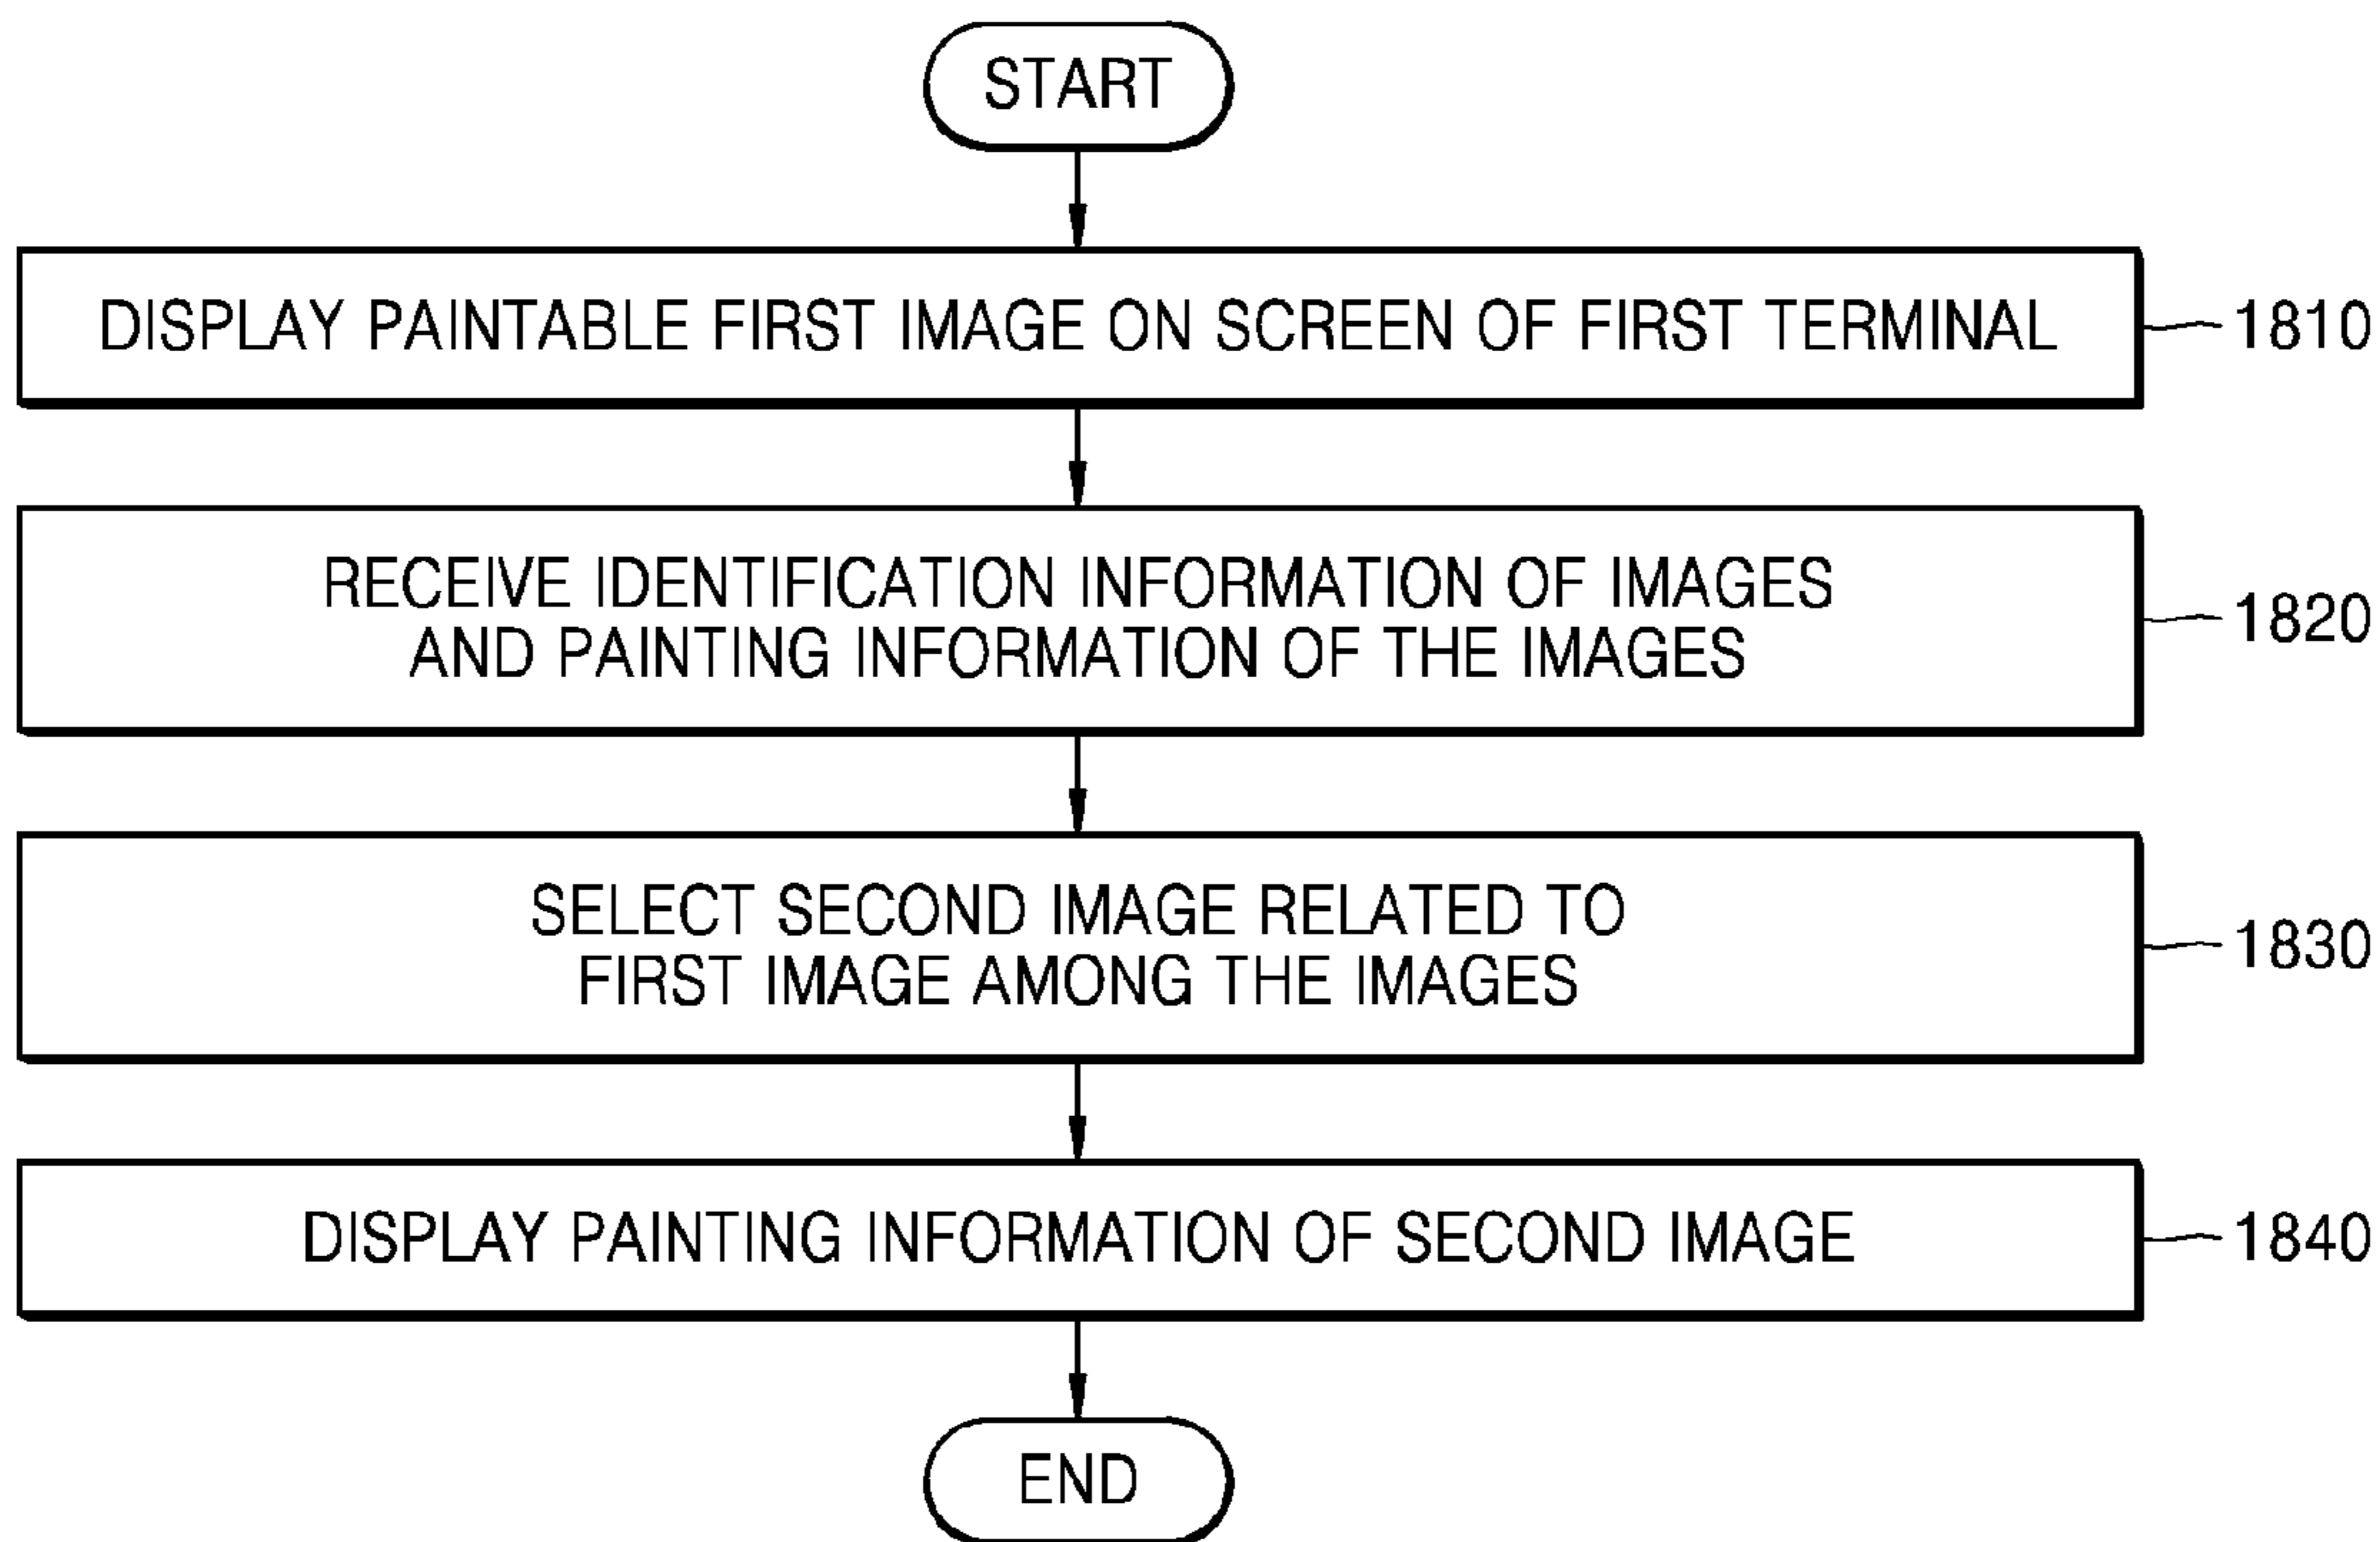 START
DISPLAY PAINTABLE FIRST IMAGE ON SCREEN OF FIRST TERMINAL
1810
RECEIVE IDENTIFICATION INFORMATION OF IMAGES
AND PAINTING INFORMATION OF THE IMAGES
1820
SELECT SECOND IMAGE RELATED TO
FIRST IMAGE AMONG THE IMAGES
1830
DISPLAY PAINTING INFORMATION OF SECOND IMAGE
1840
END